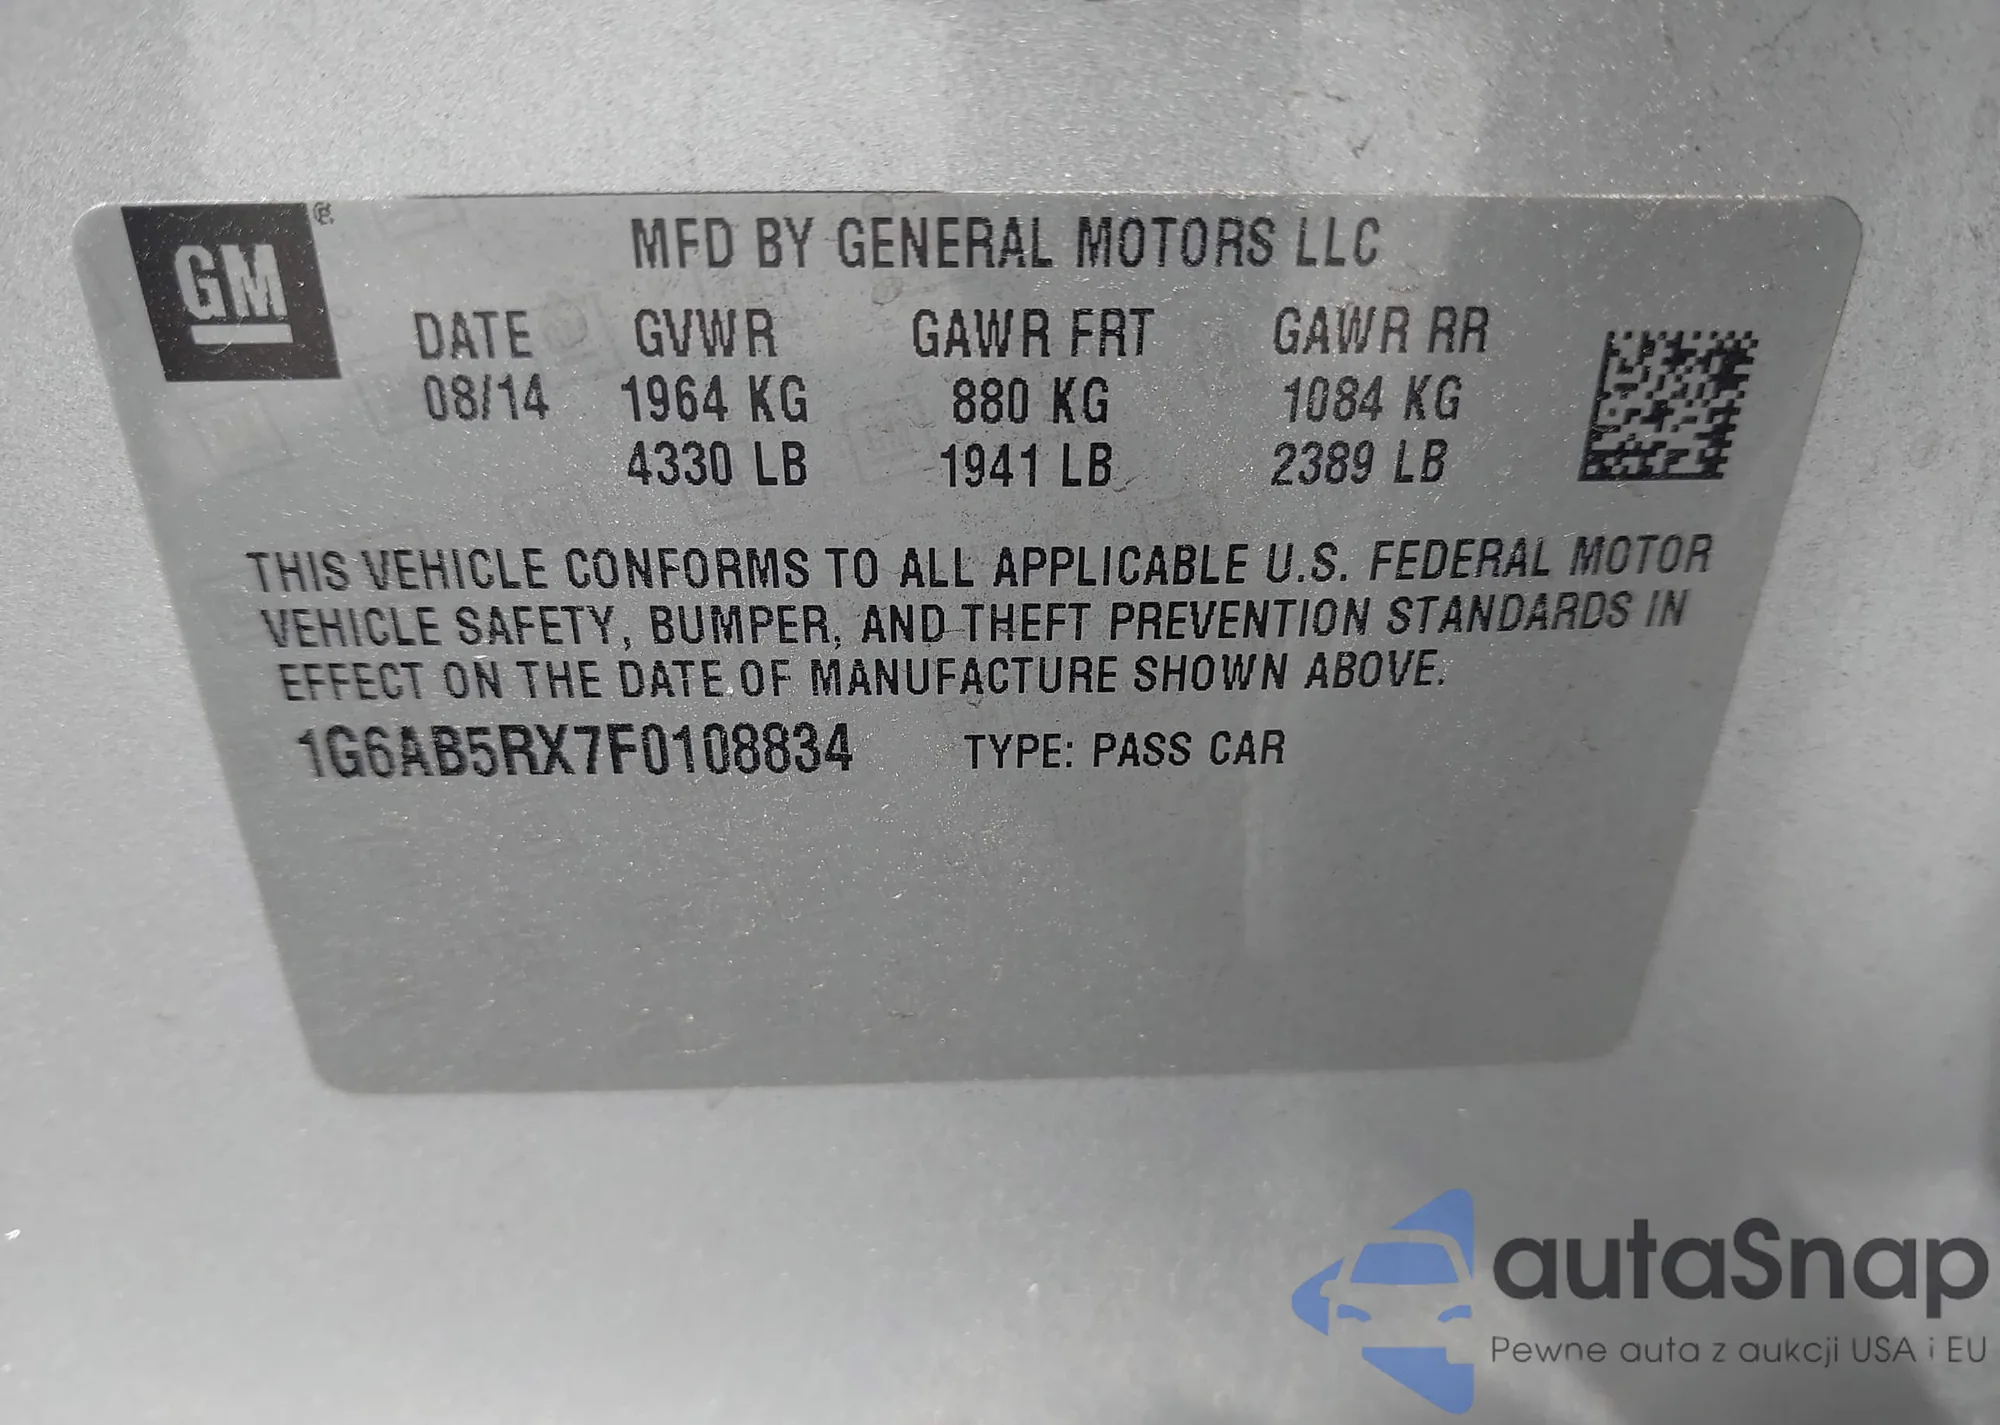 GM ®
MFD BY GENERAL MOTORS LLC
DATE GVWR GAWR FRT GAWR RR
08/14 1964 KG 880 KG 1084 KG
4330 LB 1941 LB 2389 LB
THIS VEHICLE CONFORMS TO ALL APPLICABLE U.S. FEDERAL MOTOR
VEHICLE SAFETY, BUMPER, AND THEFT PREVENTION STANDARDS IN
EFFECT ON THE DATE OF MANUFACTURE SHOWN ABOVE.
1G6AB5RX7F0108834 TYPE: PASS CAR
autaSnap
Pewne auta z aukcji USA i EU